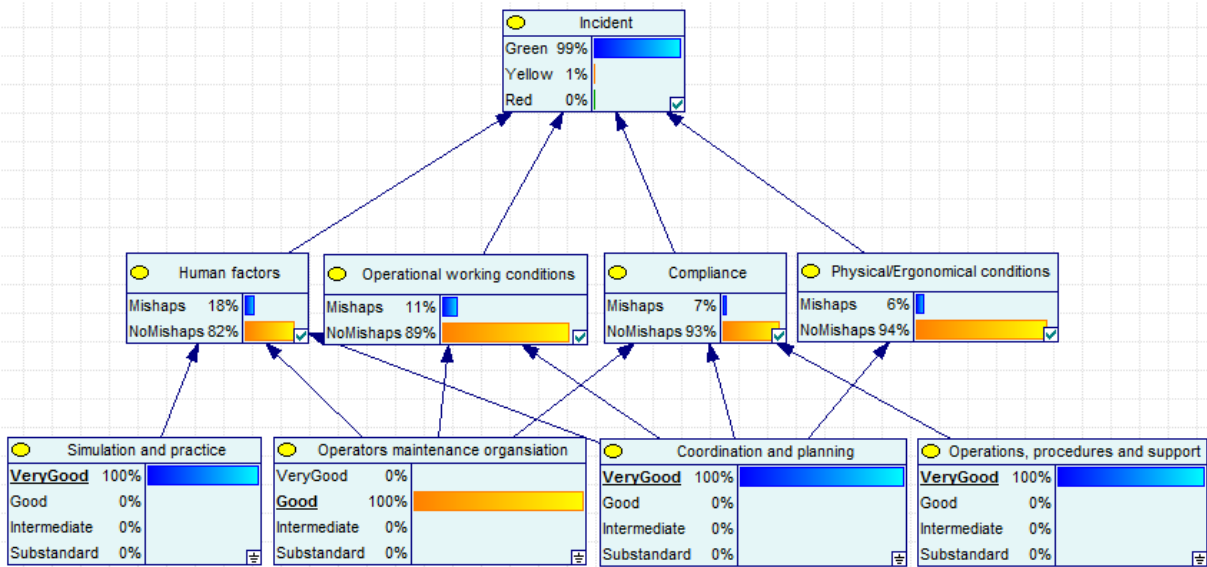 Incident
Green 99%
Yellow 1%
Red 0%
Human factors
Mishaps 18%
NoMishaps 82%
Operational working conditions
Mishaps 11%
NoMishaps 89%
Compliance
Mishaps 7%
NoMishaps 93%
Physical/Ergonomical conditions
Mishaps 6%
NoMishaps 94%
Simulation and practice
VeryGood 100%
Good 0%
Intermediate 0%
Substandard 0%
Operators maintenance organsiation
VeryGood 0%
Good 100%
Intermediate 0%
Substandard 0%
Coordination and planning
VeryGood 100%
Good 0%
Intermediate 0%
Substandard 0%
Operations, procedures and support
VeryGood 100%
Good 0%
Intermediate 0%
Substandard 0%